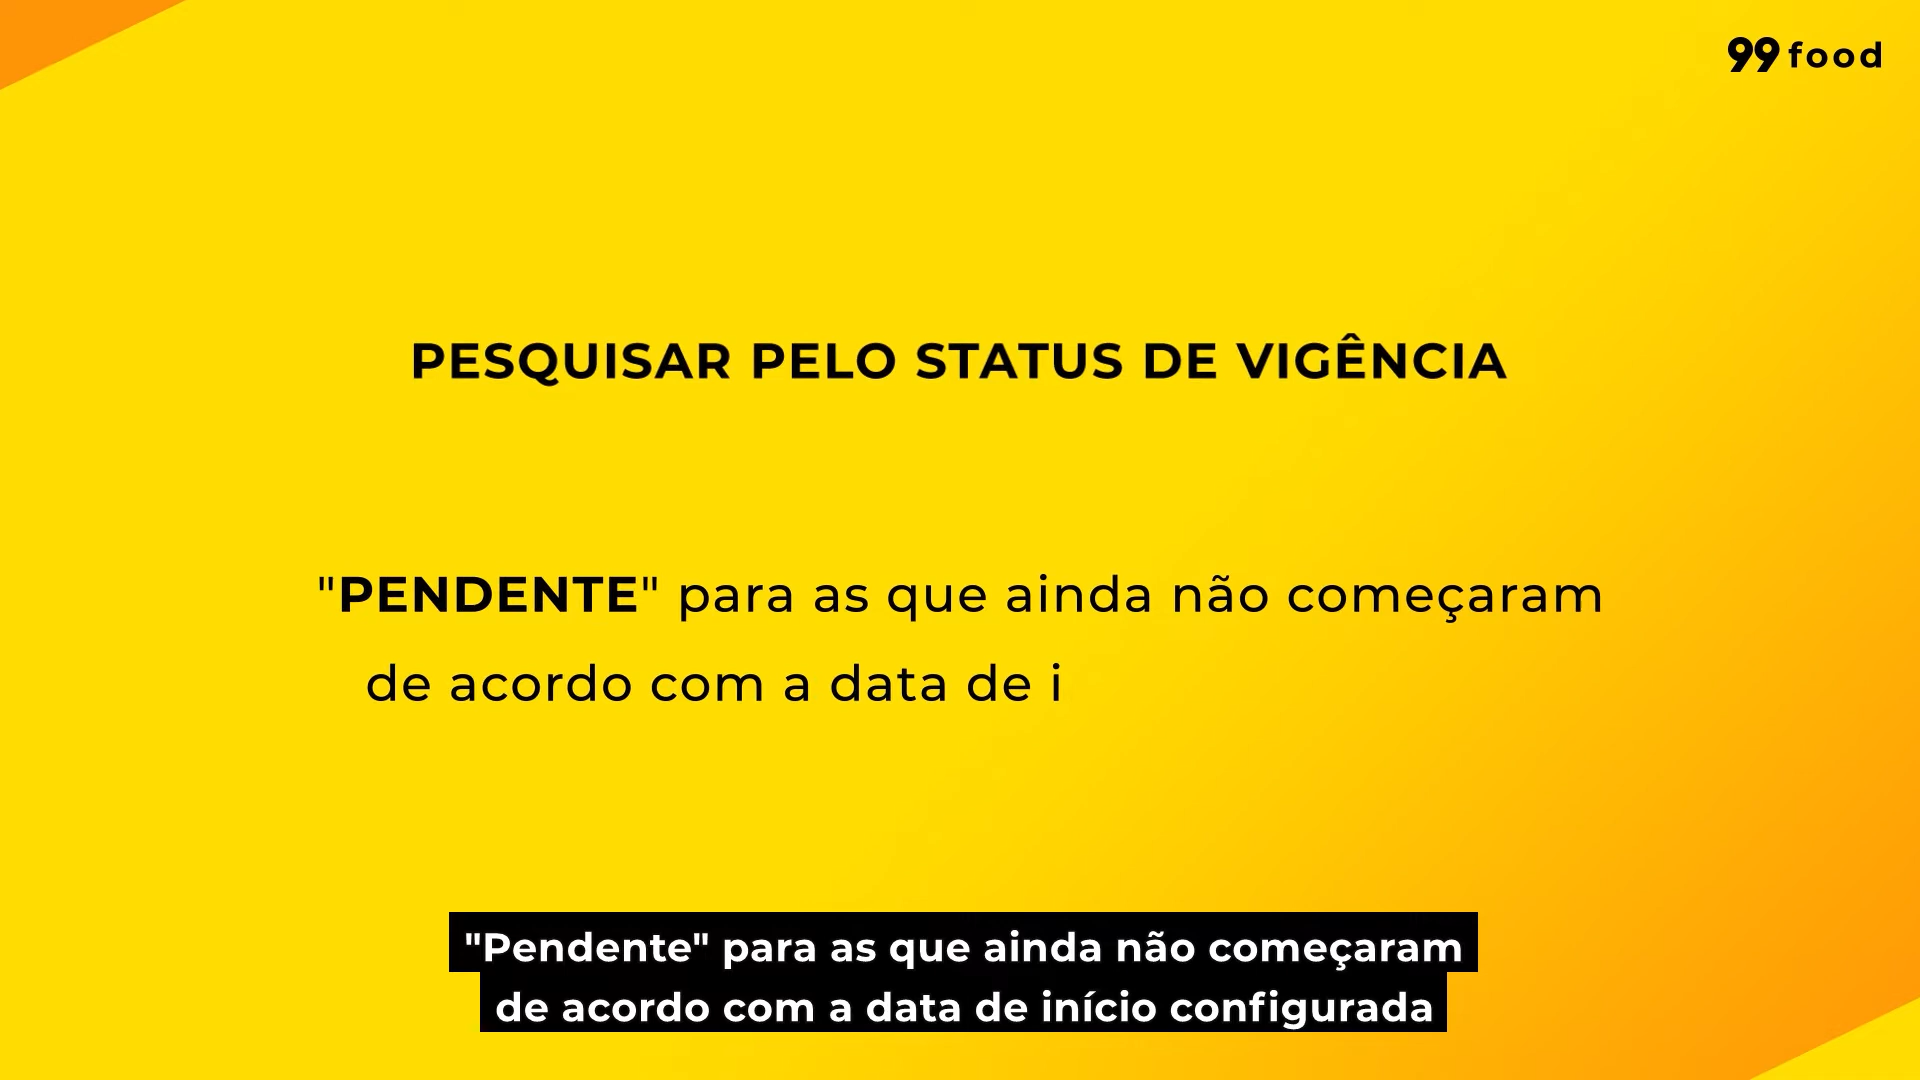 99 food
PESQUISAR PELO STATUS DE VIGÊNCIA
"PENDENTE" para as que ainda não começaram
de acordo com a data de i
"Pendente" para as que ainda não começaram
de acordo com a data de início configurada